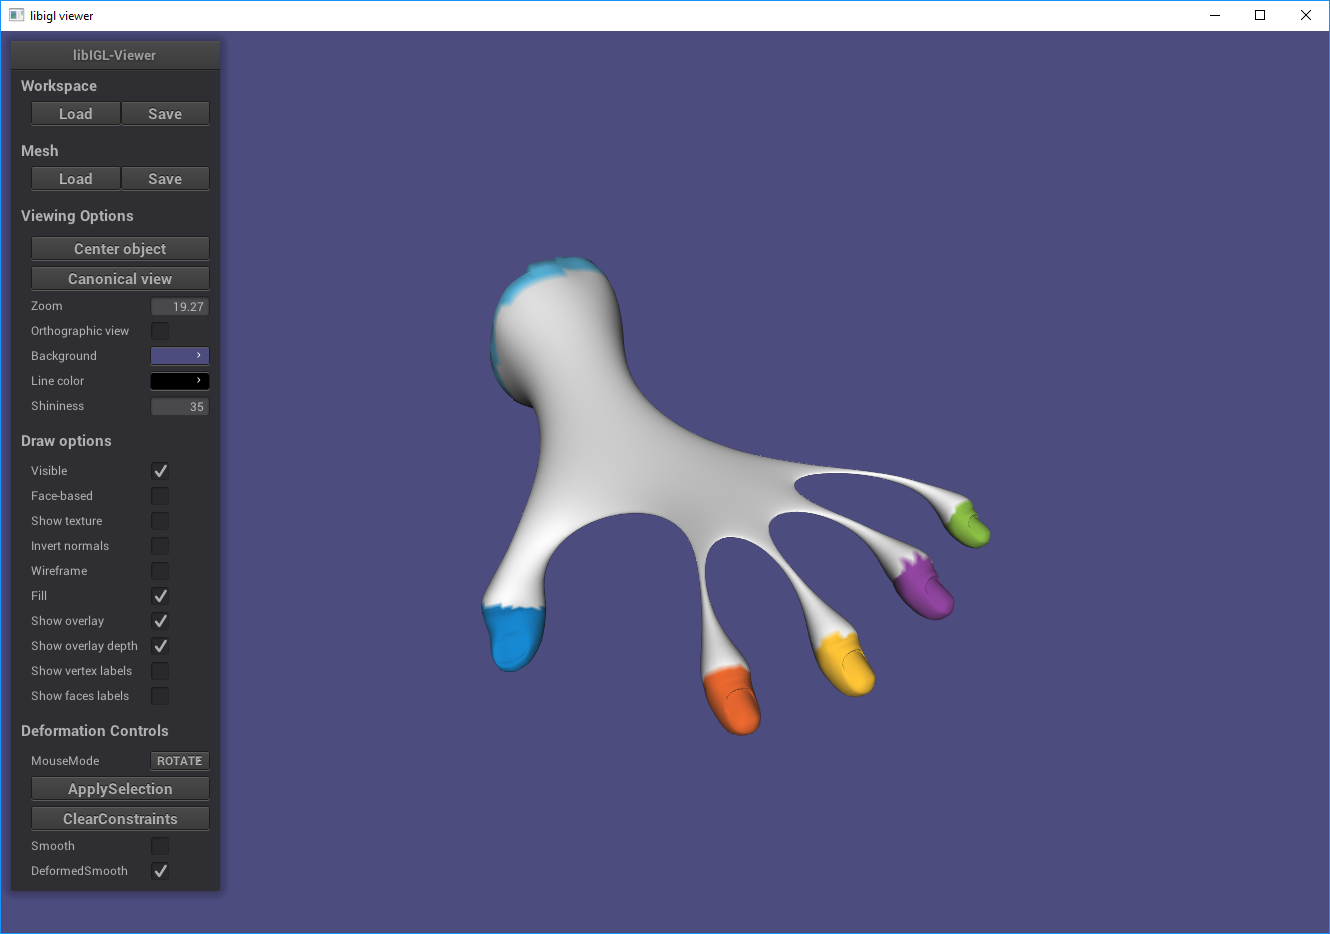 libigl viewer
libIGL-Viewer
Workspace
Load Save
Mesh
Load Save
Viewing Options
Center object
Canonical view
Zoom 19.27
Orthographic view
Background
Line color
Shininess 35
Draw options
Visible
Face-based
Show texture
Invert normals
Wireframe
Fill
Show overlay
Show overlay depth
Show vertex labels
Show faces labels
Deformation Controls
MouseMode ROTATE
ApplySelection
ClearConstraints
Smooth
DeformedSmooth